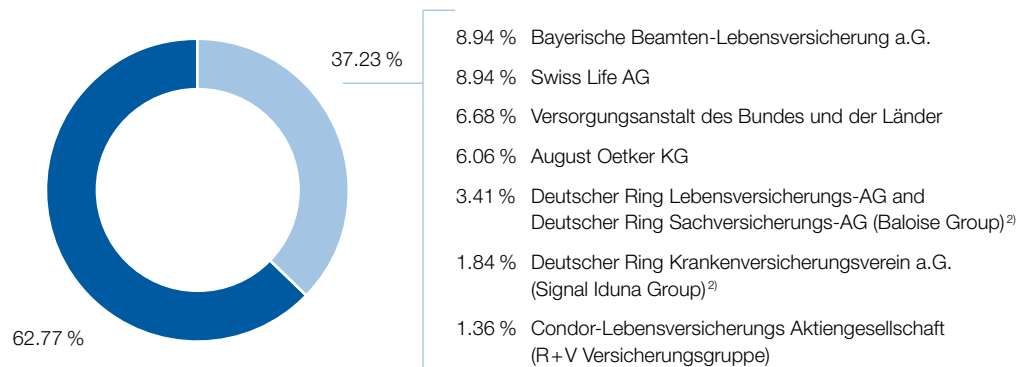 37.23 %
62.77 %
8.94 % Bayerische Beamten-Lebensversicherung a.G.
8.94 % Swiss Life AG
6.68 % Versorgungsanstalt des Bundes und der Länder
6.06 % August Oetker KG
3.41 % Deutscher Ring Lebensversicherungs-AG and
Deutscher Ring Sachversicherungs-AG (Baloise Group) 2)
1.84 % Deutscher Ring Krankenversicherungsverein a.G.
(Signal Iduna Group) 2)
1.36 % Condor-Lebensversicherungs Aktiengesellschaft
(R+V Versicherungsgruppe)